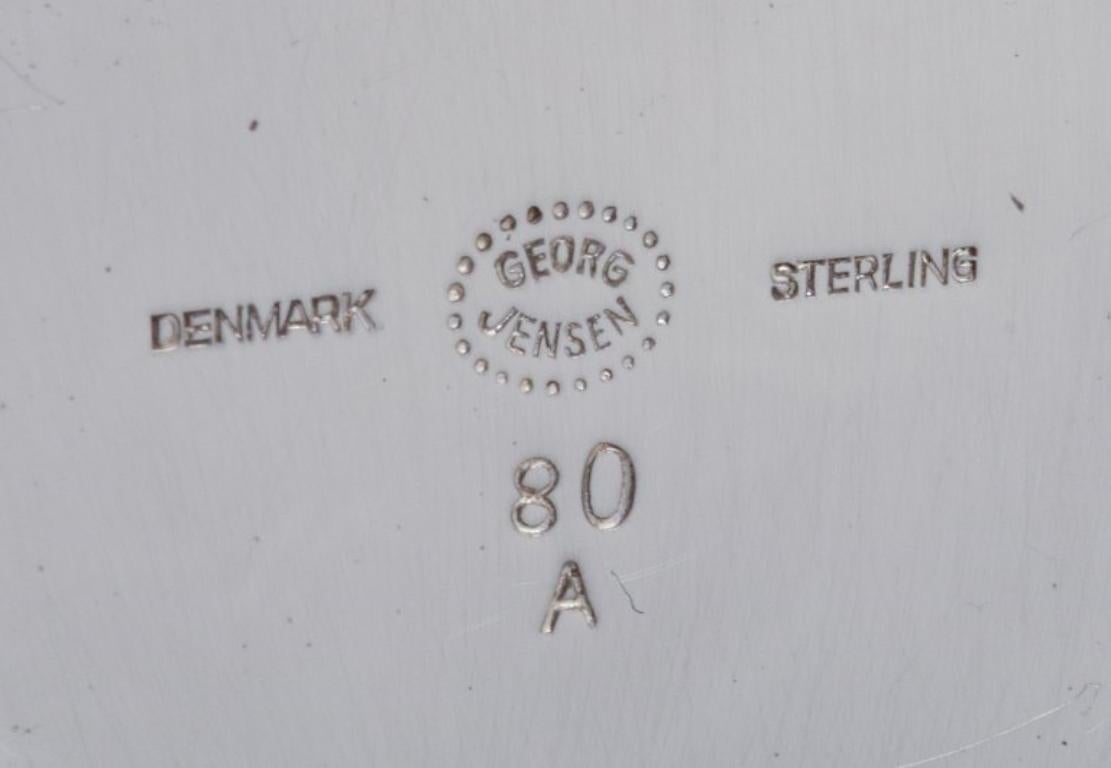 DENMARK
GEORG
JENSEN
STERLING
80
A